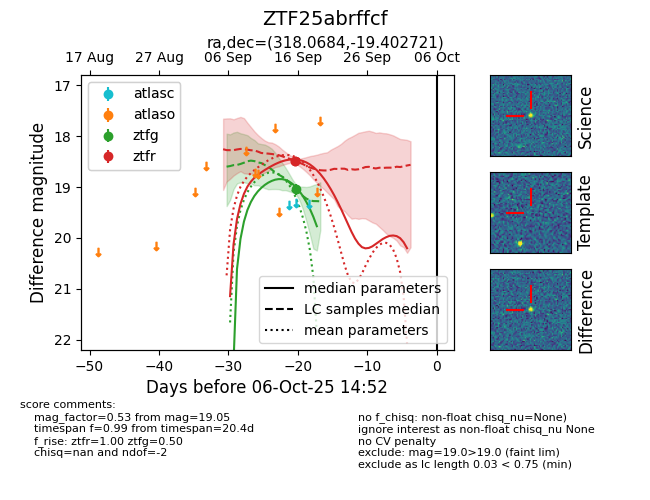 ZTF25abrffcf
ra,dec=(318.0684,-19.402721)
17 Aug 27 Aug 06 Sep 16 Sep 26 Sep 06 Oct
Difference magnitude
17
18
19
20
21
22
atlasc
atlaso
ztfg
ztfr
median parameters
LC samples median
mean parameters
−50 −40 −30 −20 −10 0
Days before 06-Oct-25 14:52
Science
Template
Difference
score comments:
mag_factor=0.53 from mag=19.05
timespan f=0.99 from timespan=20.4d
f_rise: ztfr=1.00 ztfg=0.50
chisq=nan and ndof=-2
no f_chisq: non-float chisq_nu=None)
ignore interest as non-float chisq_nu None
no CV penalty
exclude: mag=19.0>19.0 (faint lim)
exclude as lc length 0.03 < 0.75 (min)